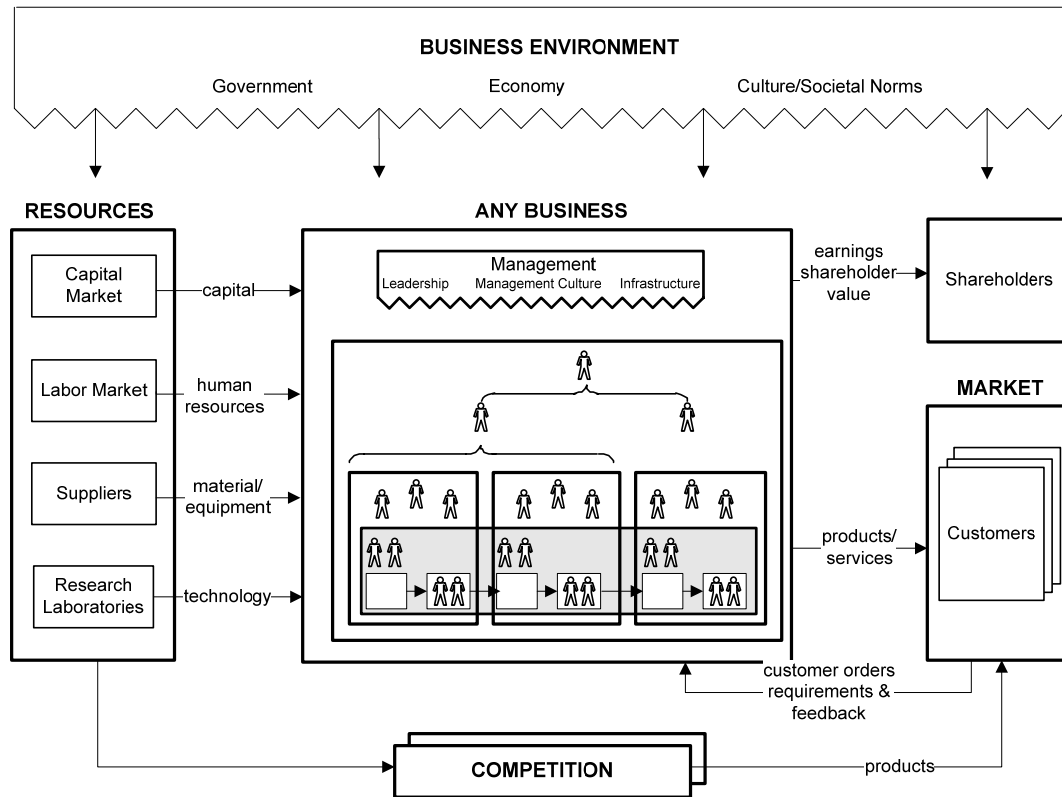 BUSINESS ENVIRONMENT
Government Economy Culture/Societal Norms
RESOURCES
Capital
Market
Labor Market
Suppliers
Research
Laboratories
capital
human
resources
material/
equipment
technology
ANY BUSINESS
Management
Leadership Management Culture Infrastructure
earnings
shareholder
value
Shareholders
MARKET
products/
services
Customers
customer orders
requirements &
feedback
COMPETITION
products